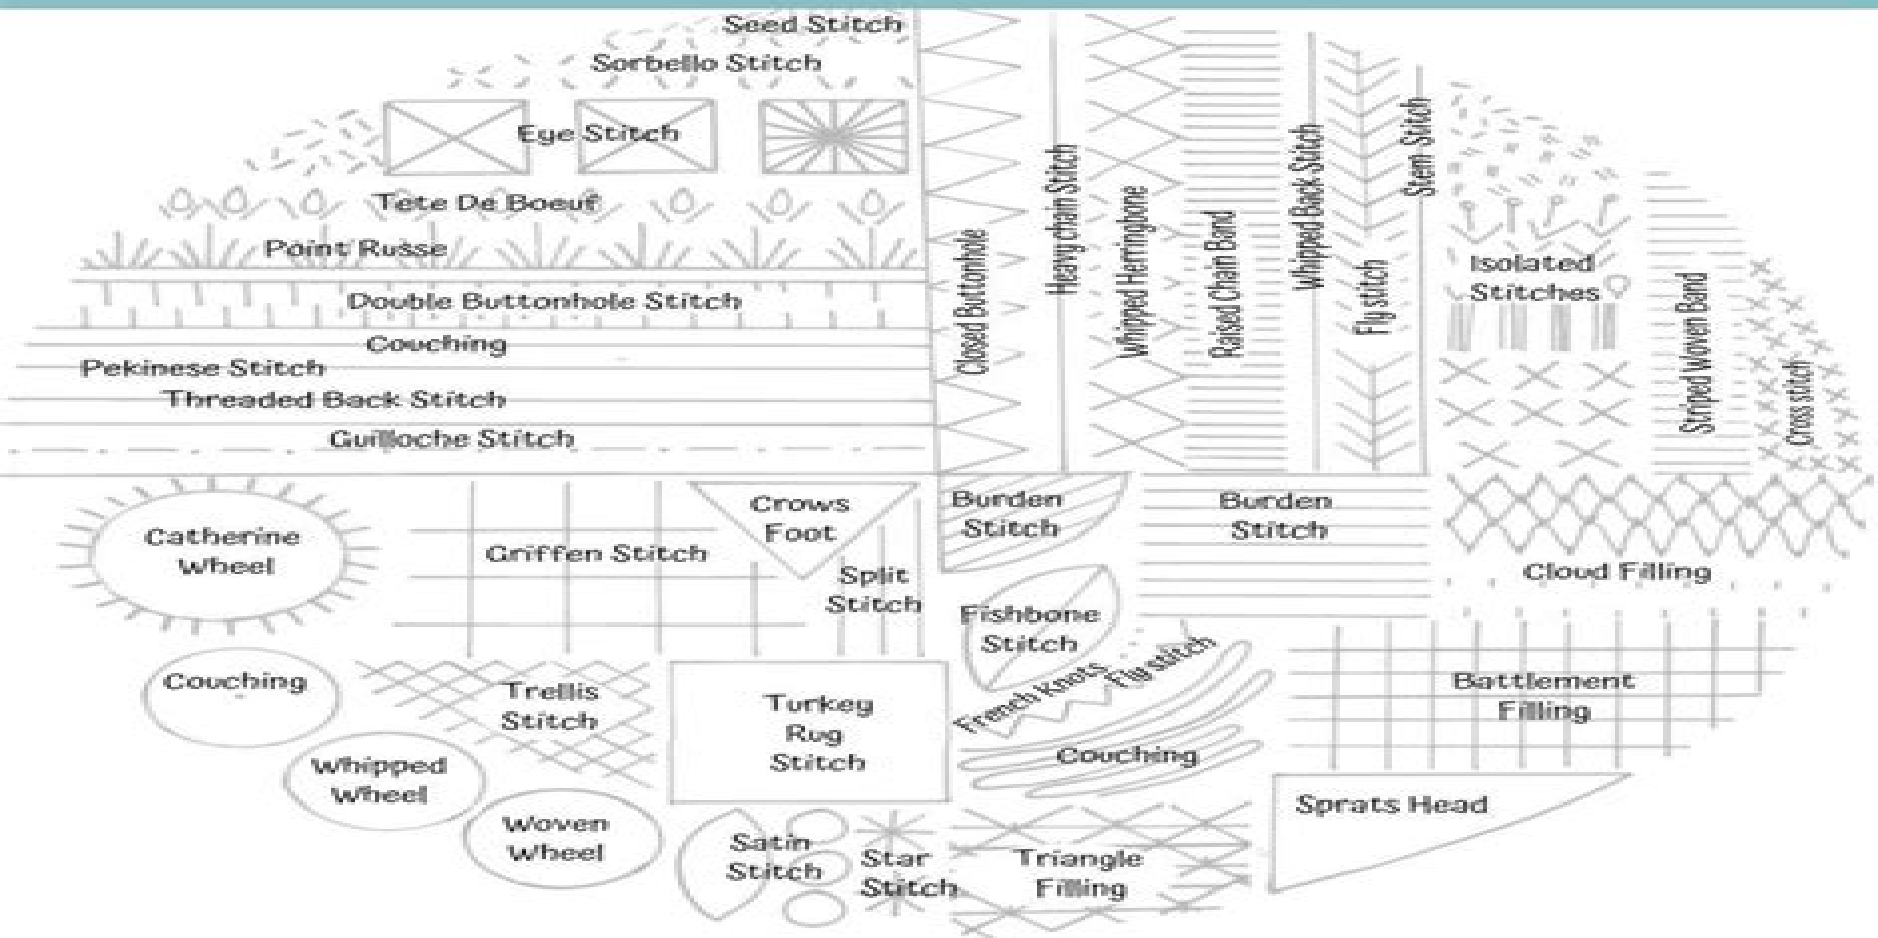 Seed Stitch
Sorbello Stitch
Eye Stitch
Tete De Boeuf
Point Russe
Double Buttonhole Stitch
Couching
Pekinese Stitch
Threaded Back Stitch
Guilloche Stitch
Closed Buttonhole
Heavy chain Stitch
Whipped Herringbone
Raised Chain Band
Whipped Back Stitch
Fly stitch
Stem Stitch
Isolated
Stitches
Striped Woven Band
Cross stitch
Catherine
Wheel
Griffen Stitch
Crows
Foot
Split
Stitch
Burden
Stitch
Burden
Stitch
Cloud Filling
Fishbone
Stitch
French Knots
Fly stitch
Couching
Trellis
Stitch
Turkey
Rug
Stitch
Couching
Battlement
Filling
Whipped
Wheel
Woven
Wheel
Satin
Stitch
Star
Stitch
Triangle
Filling
Sprats Head